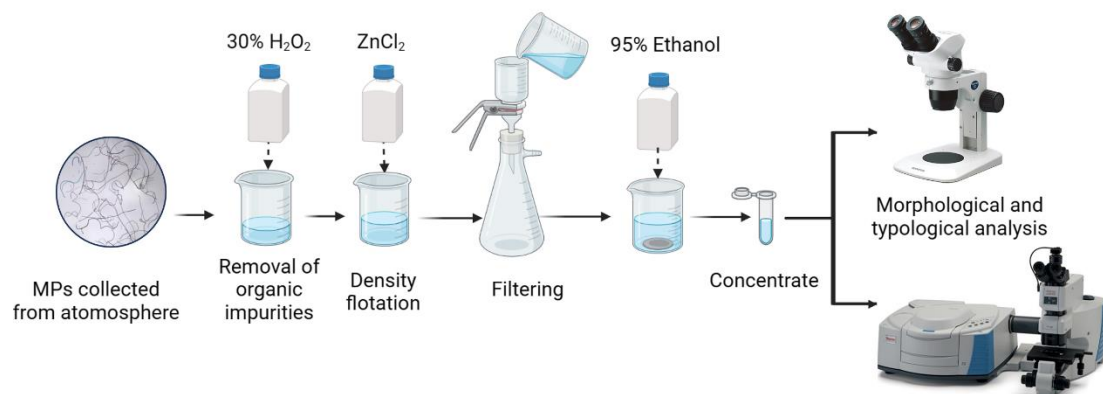 30% H₂O₂
ZnCl₂
95% Ethanol
MPs collected
from atomosphere
Removal of
organic
impurities
Density
flotation
Filtering
Concentrate
Morphological and
typological analysis